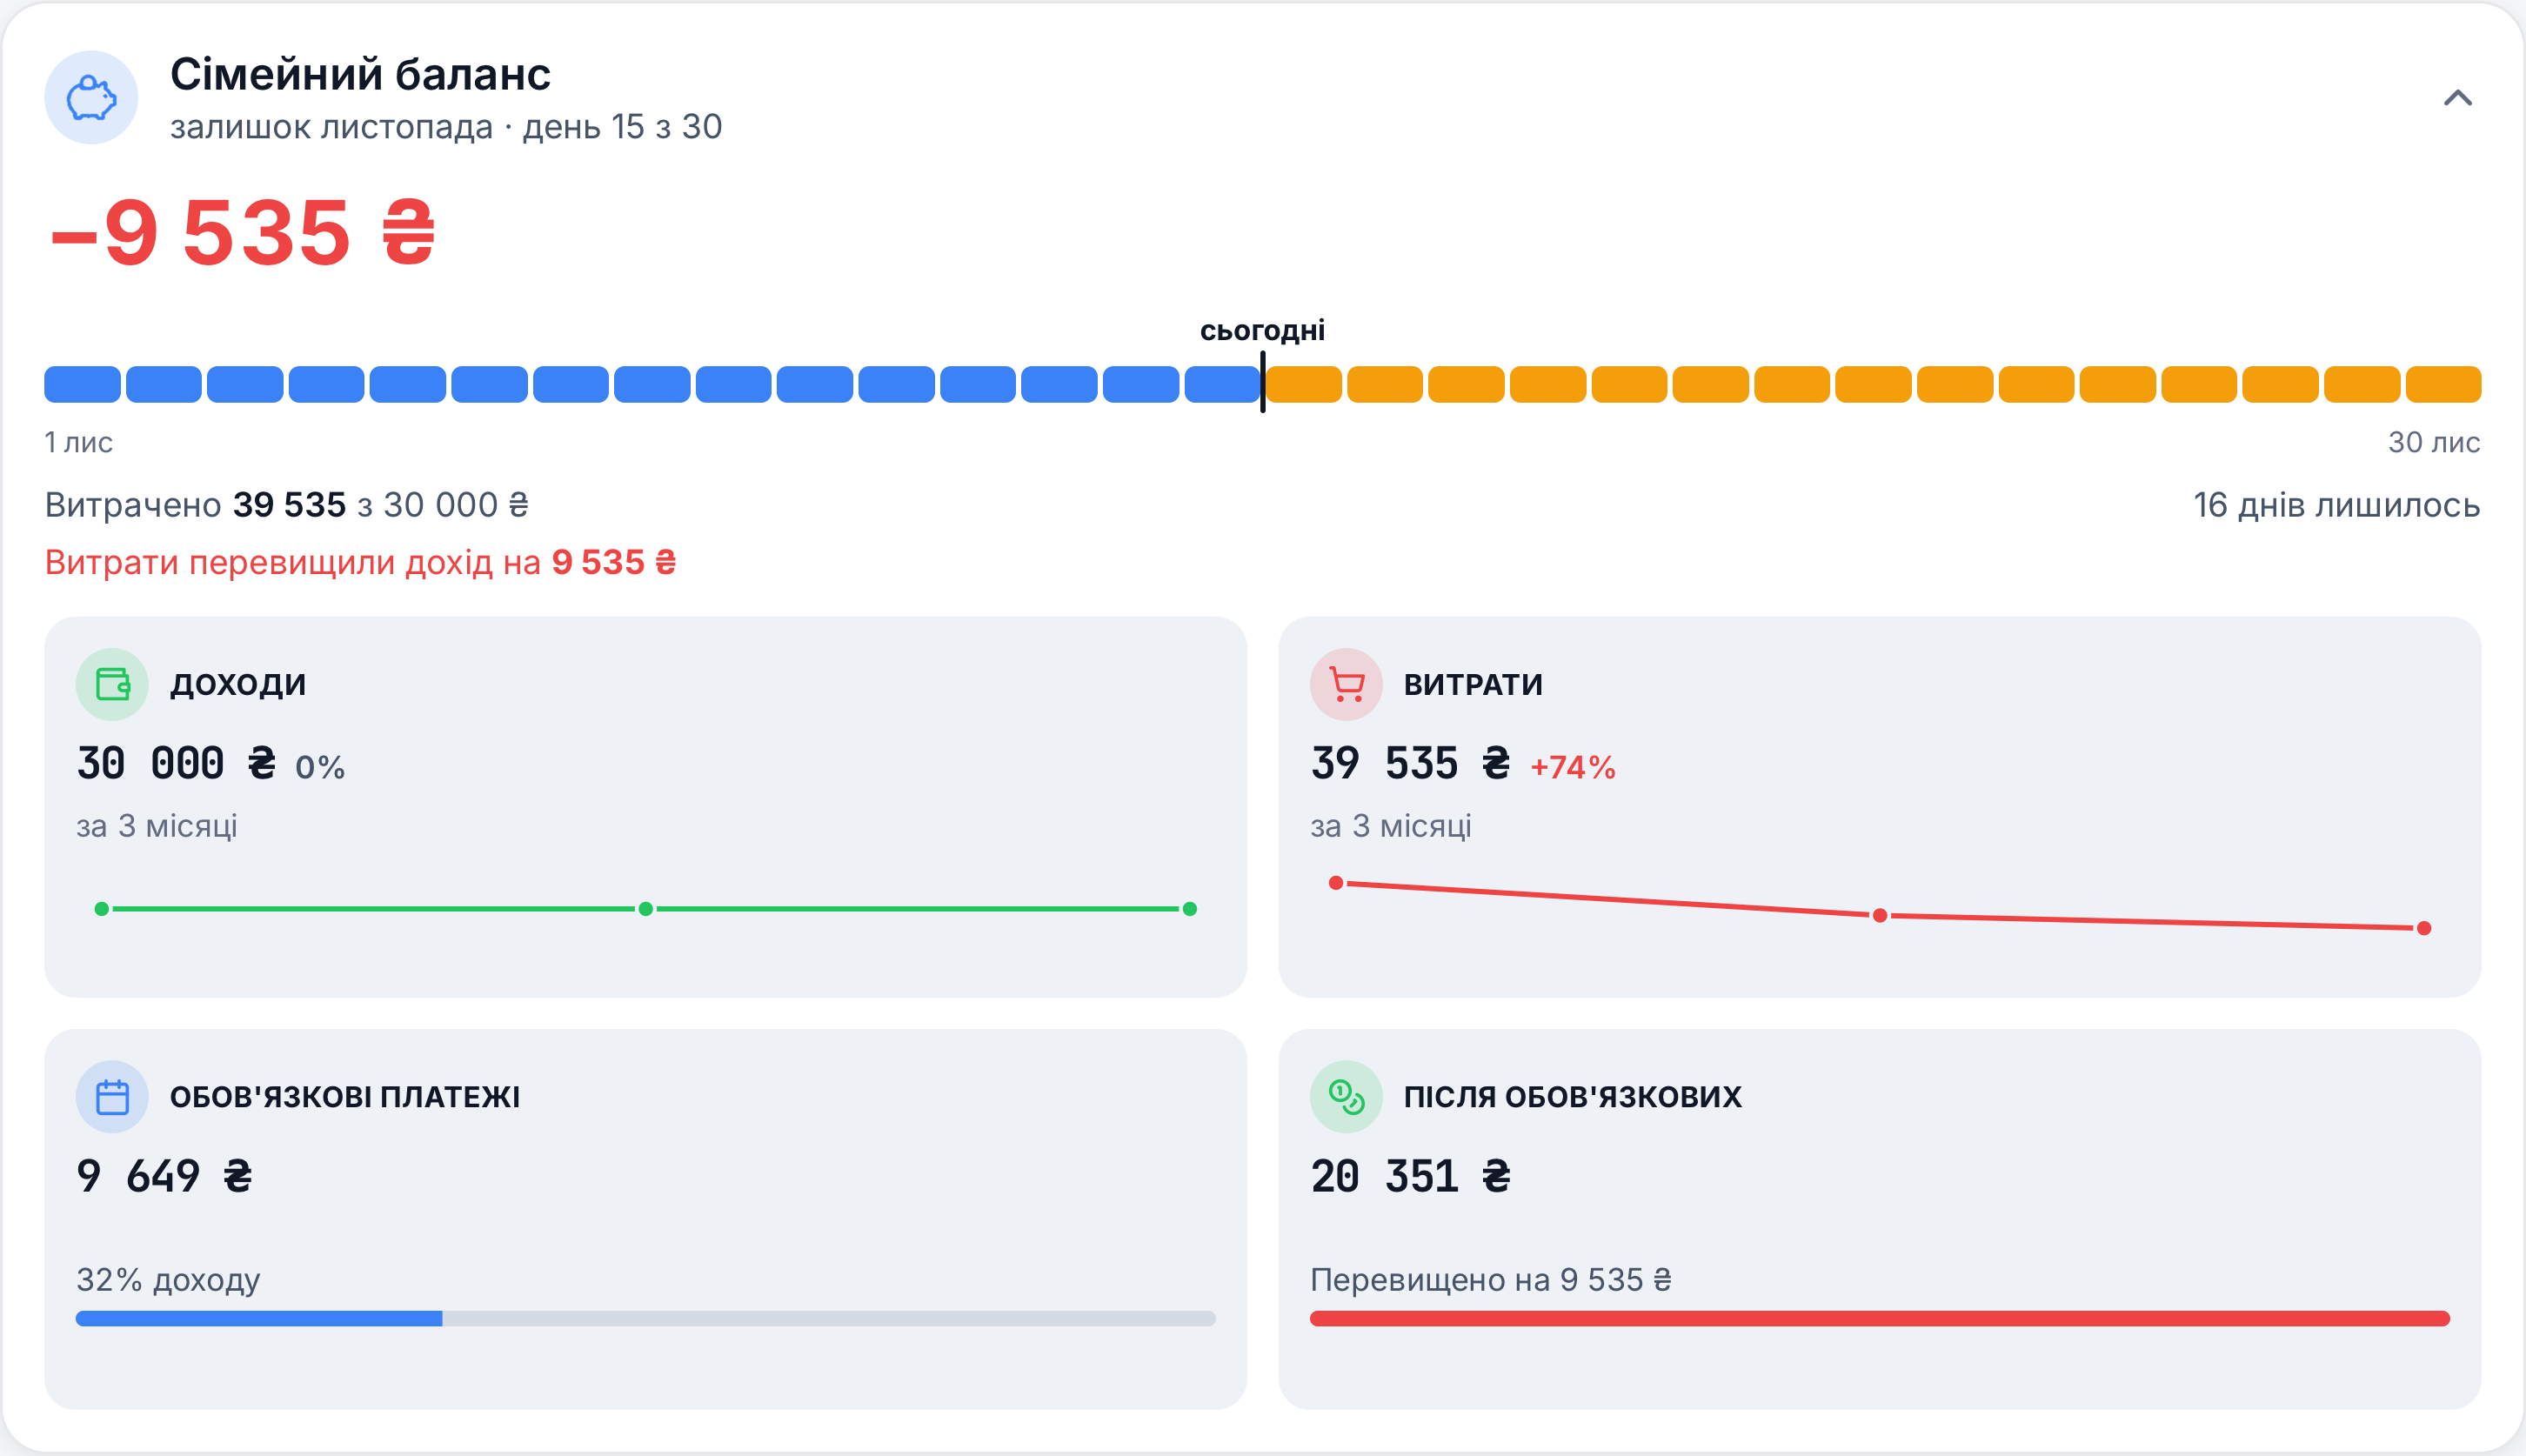 Сімейний баланс
залишок листопада · день 15 з 30
−9 535 ₴
сьогодні
1 лис
30 лис
Витрачено 39 535 з 30 000 ₴
16 днів лишилось
Витрати перевищили дохід на 9 535 ₴
ДОХОДИ
30 000 ₴ 0%
за 3 місяці
ВИТРАТИ
39 535 ₴ +74%
за 3 місяці
ОБОВ'ЯЗКОВІ ПЛАТЕЖІ
9 649 ₴
32% доходу
ПІСЛЯ ОБОВ'ЯЗКОВИХ
20 351 ₴
Перевищено на 9 535 ₴